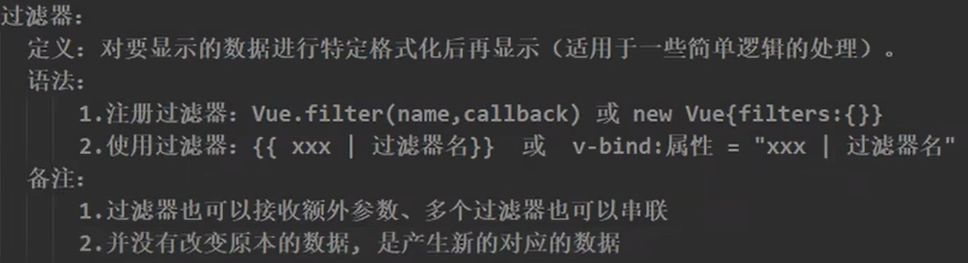 过滤器：
定义：对要显示的数据进行特定格式化后再显示（适用于一些简单逻辑的处理）。
语法：
1.注册过滤器：Vue.filter(name,callback) 或 new Vue{filters:{}}
2.使用过滤器：{{ xxx | 过滤器名}} 或 v-bind:属性 = "xxx | 过滤器名"
备注：
1.过滤器也可以接收额外参数、多个过滤器也可以串联
2.并没有改变原本的数据, 是产生新的对应的数据